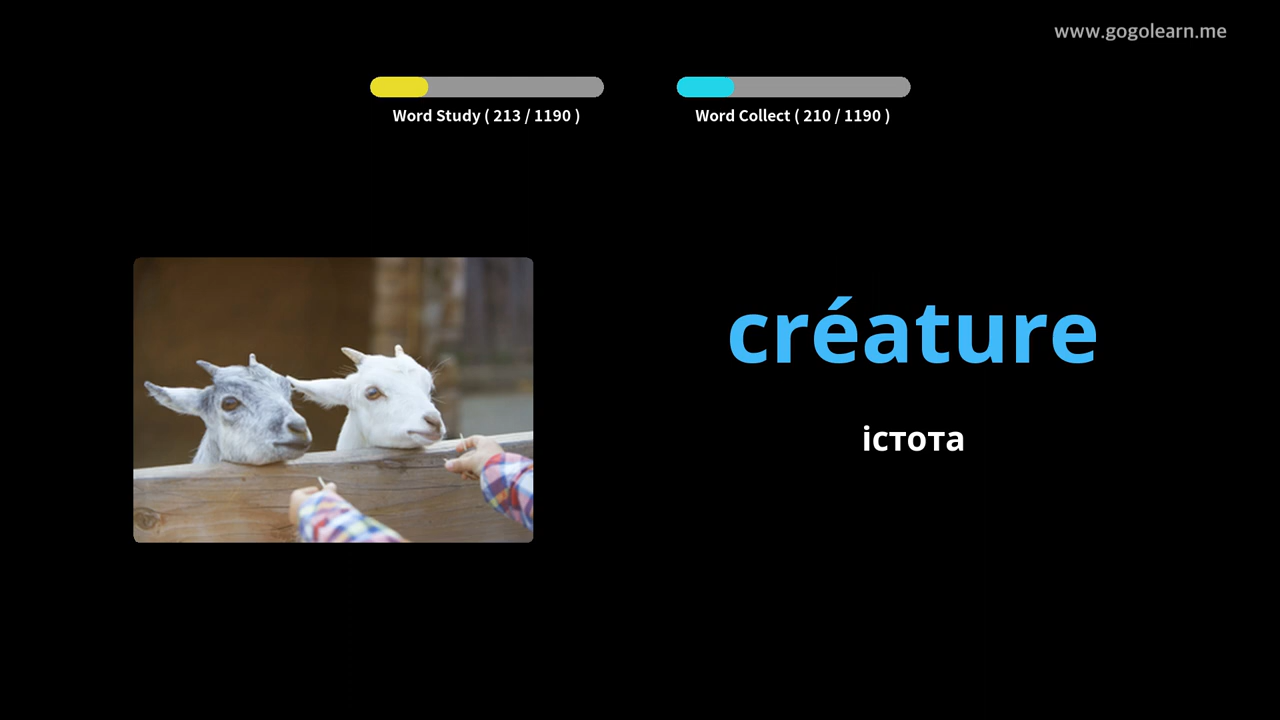 www.gogolearn.me
Word Study ( 213 / 1190 )
Word Collect ( 210 / 1190 )
créature
істота